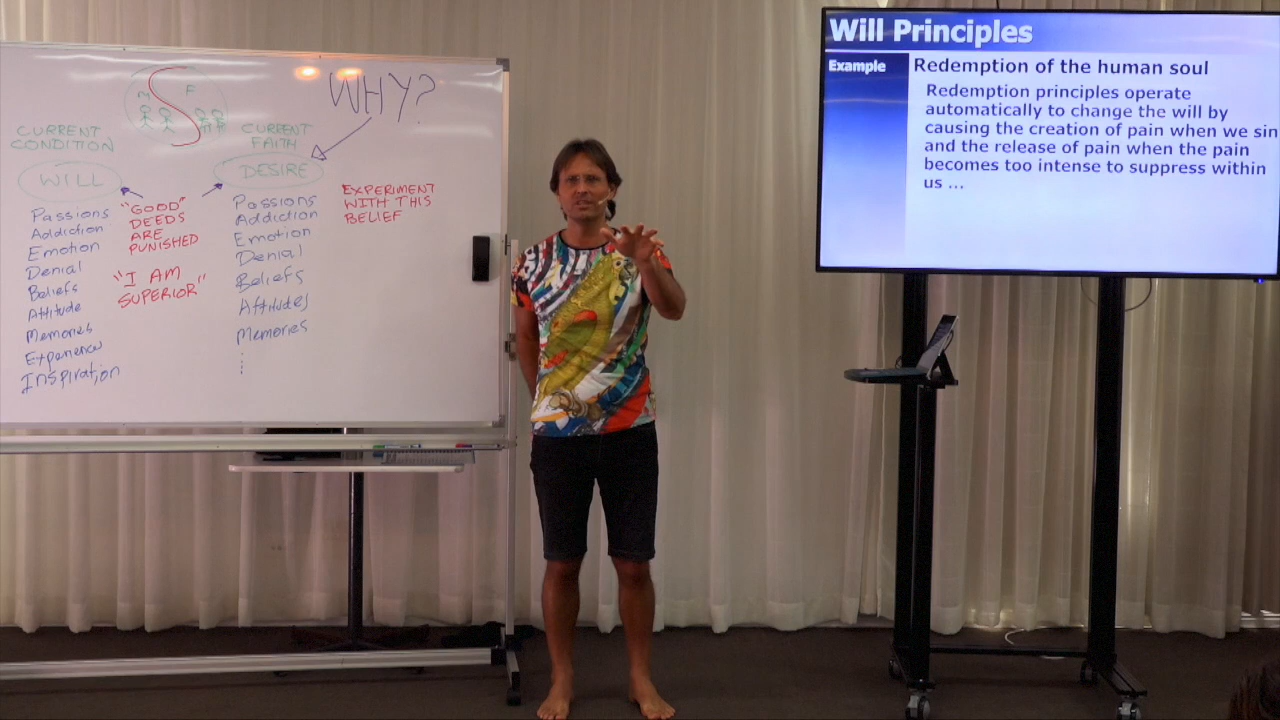 M
F
WHY?
CURRENT
CONDITION
WILL
Passions
Addiction
Emotion
Denial
Beliefs
Attitude
Memories
Experience
Inspiration
"GOOD"
DEEDS
ARE
PUNISHED
"I AM
SUPERIOR"
CURRENT
FAITH
DESIRE
Passions
Addiction
Emotion
Denial
Beliefs
Attitudes
Memories
EXPERIMENT
WITH THIS
BELIEF
Will Principles
Example
Redemption of the human soul
Redemption principles operate
automatically to change the will by
causing the creation of pain when we sin
and the release of pain when the pain
becomes too intense to suppress within
us ...